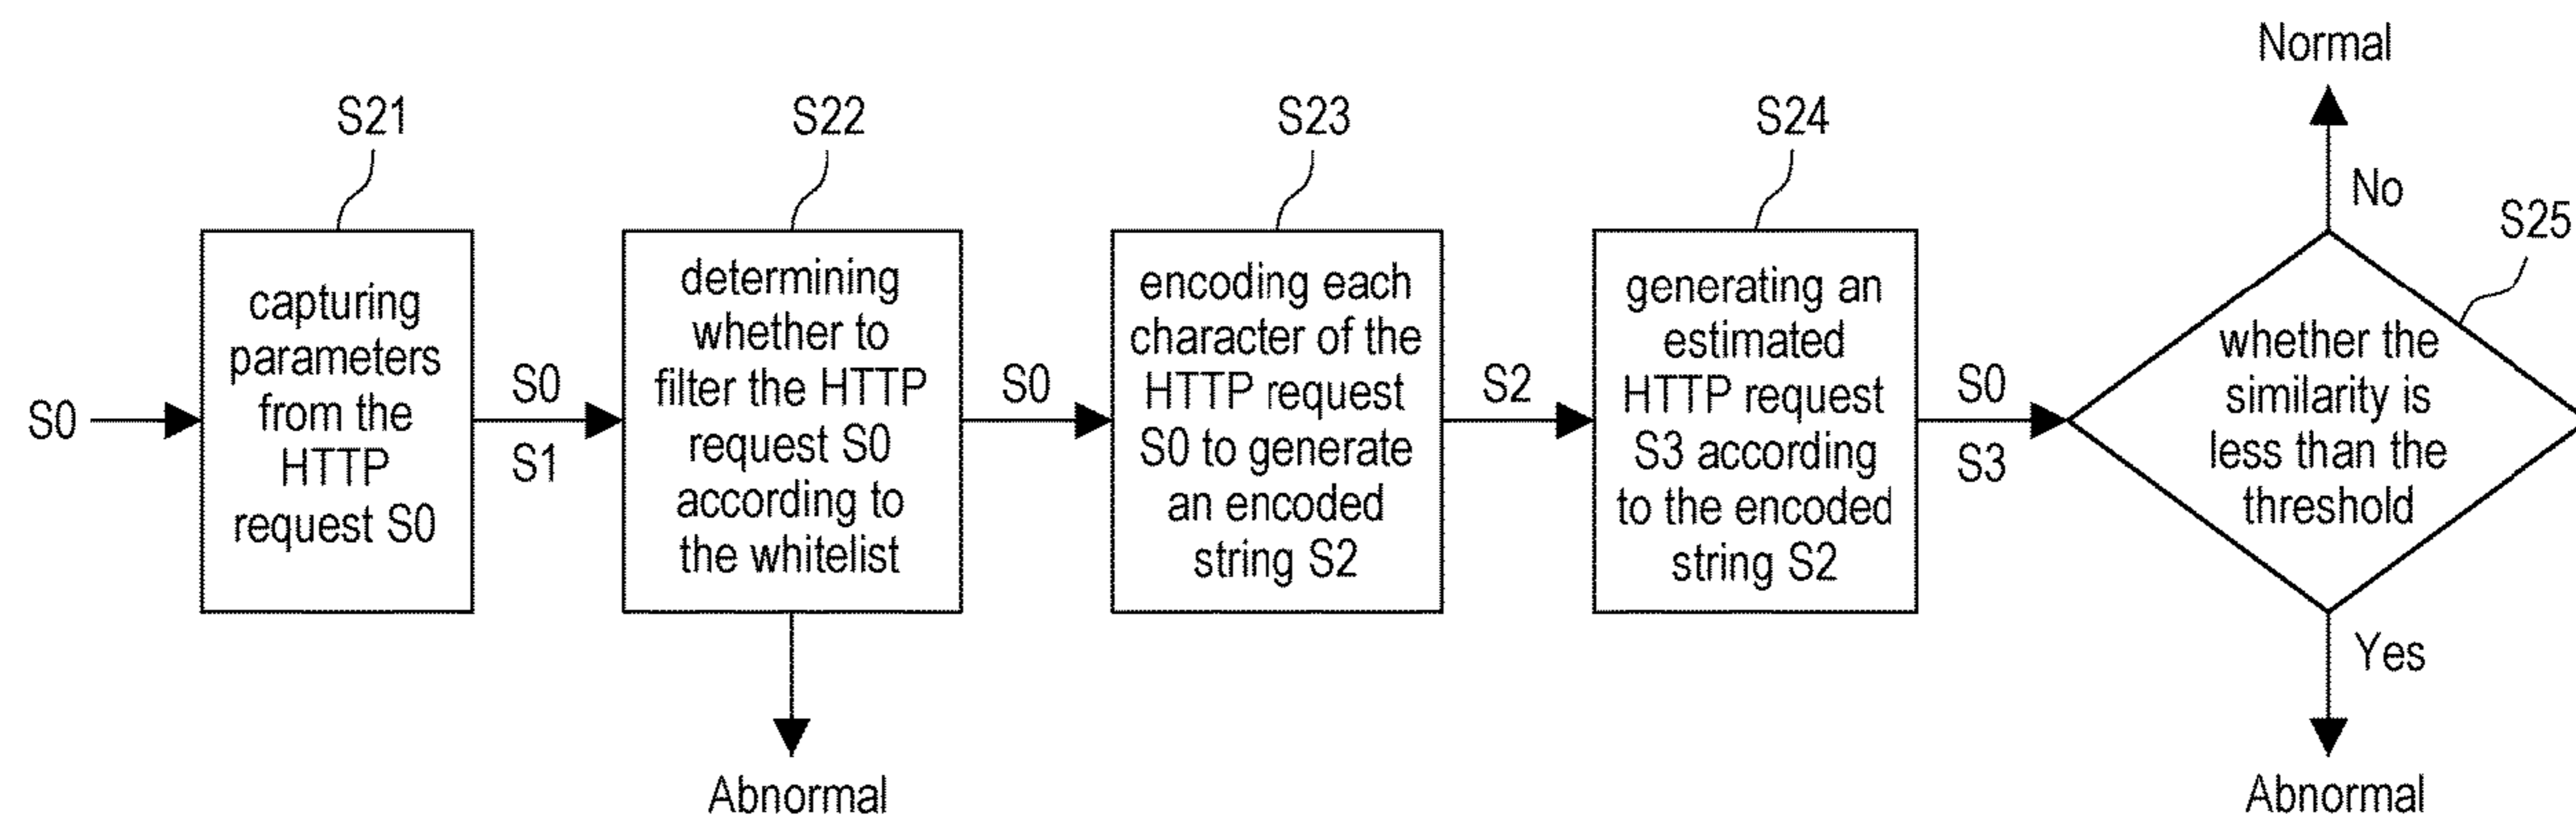 S21
S22
S23
S24
S25
S0
capturing
parameters
from the
HTTP
request S0
S0
S1
determining
whether to
filter the HTTP
request S0
according to
the whitelist
Abnormal
S0
encoding each
character of the
HTTP request
S0 to generate
an encoded
string S2
S2
generating an
estimated
HTTP request
S3 according
to the encoded
string S2
S0
S3
whether the
similarity is
less than the
threshold
No
Normal
Yes
Abnormal